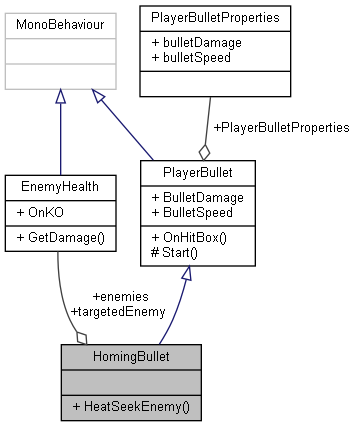 PlayerBulletProperties
+ bulletDamage
+ bulletSpeed
MonoBehaviour
+PlayerBulletProperties
EnemyHealth
+ OnKO
+ GetDamage()
PlayerBullet
+ BulletDamage
+ BulletSpeed
+ OnHitBox()
# Start()
+enemies
+targetedEnemy
HomingBullet
+ HeatSeekEnemy()